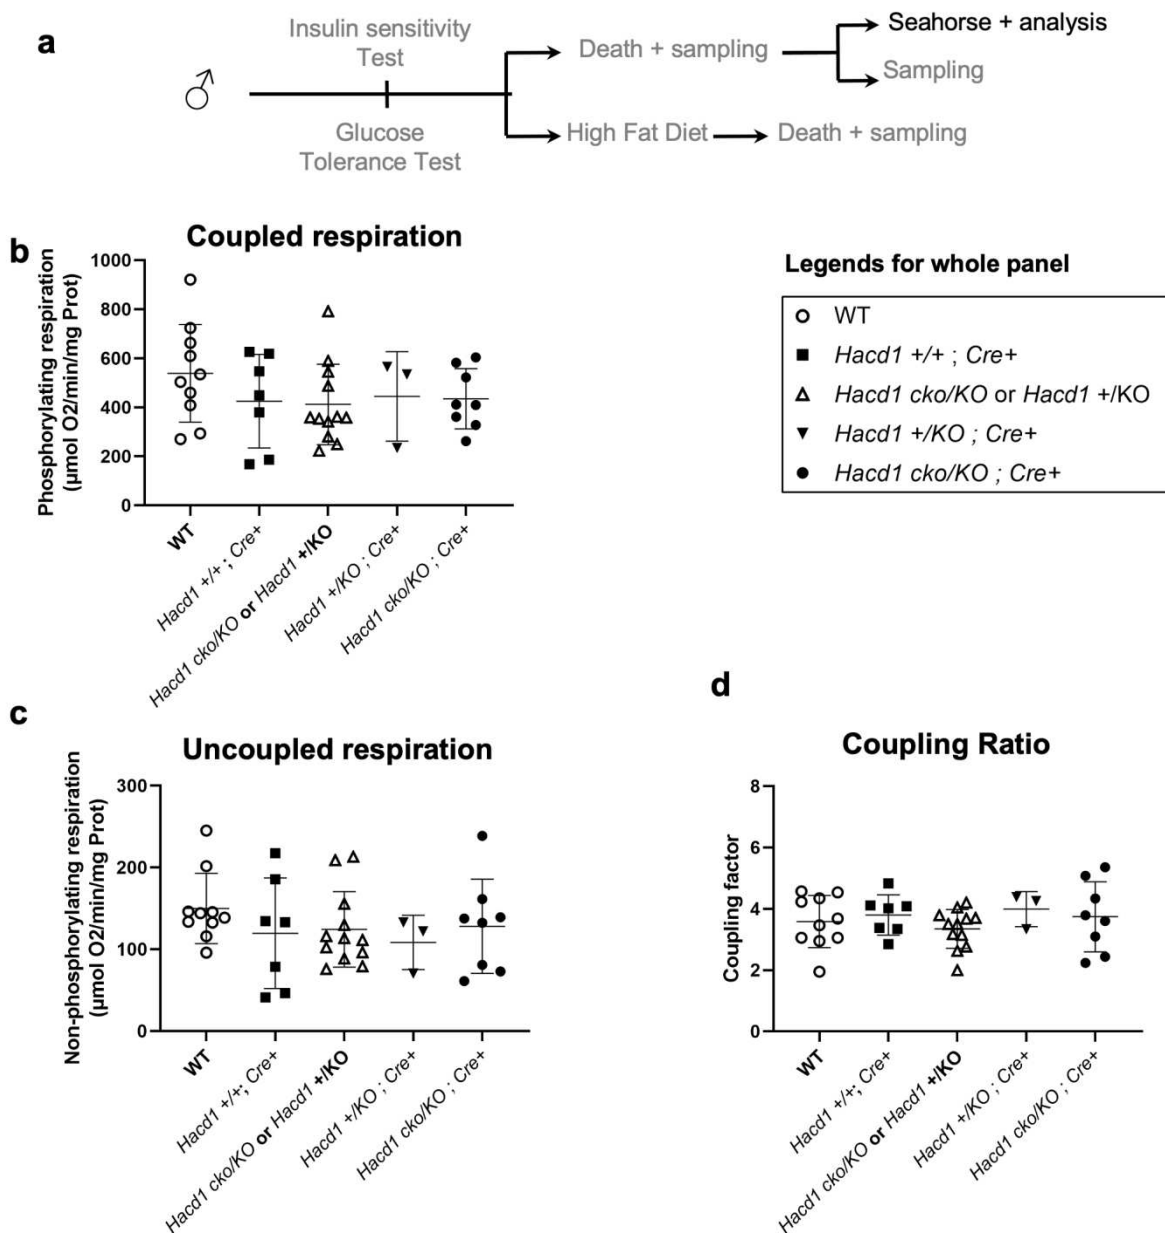 a
Insulin sensitivity
Test
Glucose
Tolerance Test
Death + sampling
High Fat Diet
Death + sampling
Seahorse + analysis
Sampling
b
Coupled respiration
Phosphorylating respiration
(µmol O2/min/mg Prot)
1000
800
600
400
200
0
WT
Hacd1 +/+ ; Cre+
Hacd1 cko/KO or Hacd1 +/KO
Hacd1 +/KO ; Cre+
Hacd1 cko/KO ; Cre+
Legends for whole panel
WT
Hacd1 +/+ ; Cre+
Hacd1 cko/KO or Hacd1 +/KO
Hacd1 +/KO ; Cre+
Hacd1 cko/KO ; Cre+
c
Uncoupled respiration
Non-phosphorylating respiration
(µmol O2/min/mg Prot)
300
200
100
0
WT
Hacd1 +/+; Cre+
Hacd1 cko/KO or Hacd1 +/KO
Hacd1 +/KO ; Cre+
Hacd1 cko/KO ; Cre+
d
Coupling Ratio
Coupling factor
8
6
4
2
0
WT
Hacd1 +/+; Cre+
Hacd1 cko/KO or Hacd1 +/KO
Hacd1 +/KO ; Cre+
Hacd1 cko/KO ; Cre+